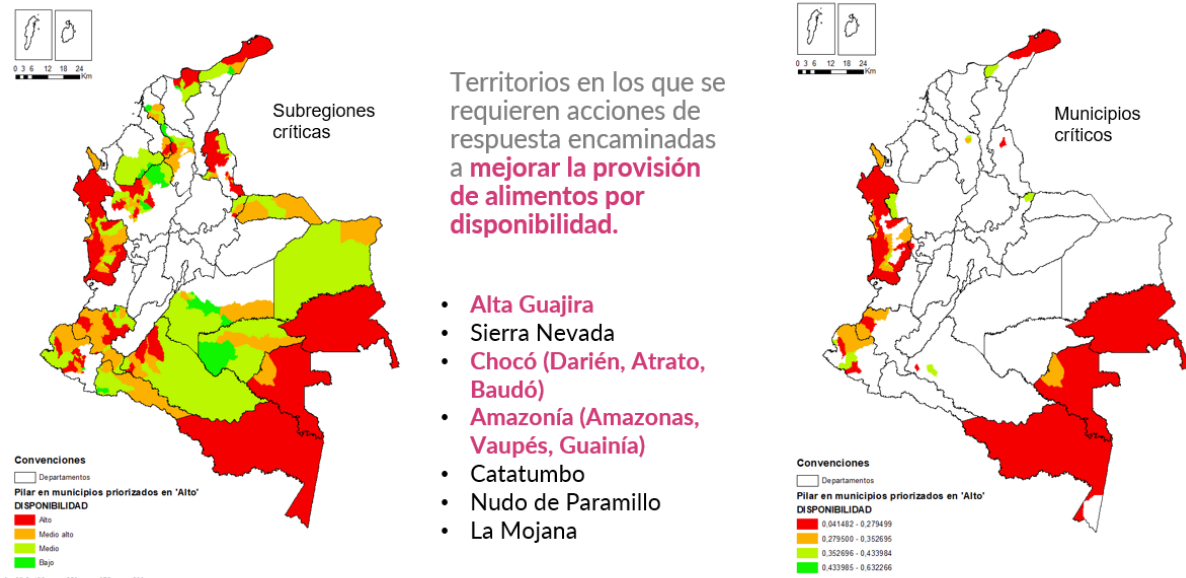 0 3 6 12 18 24
Km
Subregiones
críticas
Convenciones
Departamentos
Pilar en municipios priorizados en 'Alto'
DISPONIBILIDAD
Alto
Medio alto
Medio
Bajo
Territorios en los que se
requieren acciones de
respuesta encaminadas
a mejorar la provisión
de alimentos por
disponibilidad.
• Alta Guajira
• Sierra Nevada
• Chocó (Darién, Atrato,
Baudó)
• Amazonía (Amazonas,
Vaupés, Guainía)
• Catatumbo
• Nudo de Paramillo
• La Mojana
0 3 6 12 18 24
Km
Municipios
críticos
Convenciones
Departamentos
Pilar en municipios priorizados en 'Alto'
DISPONIBILIDAD
0,041482 - 0,279499
0,279500 - 0,352695
0,352696 - 0,433984
0,433985 - 0,632266